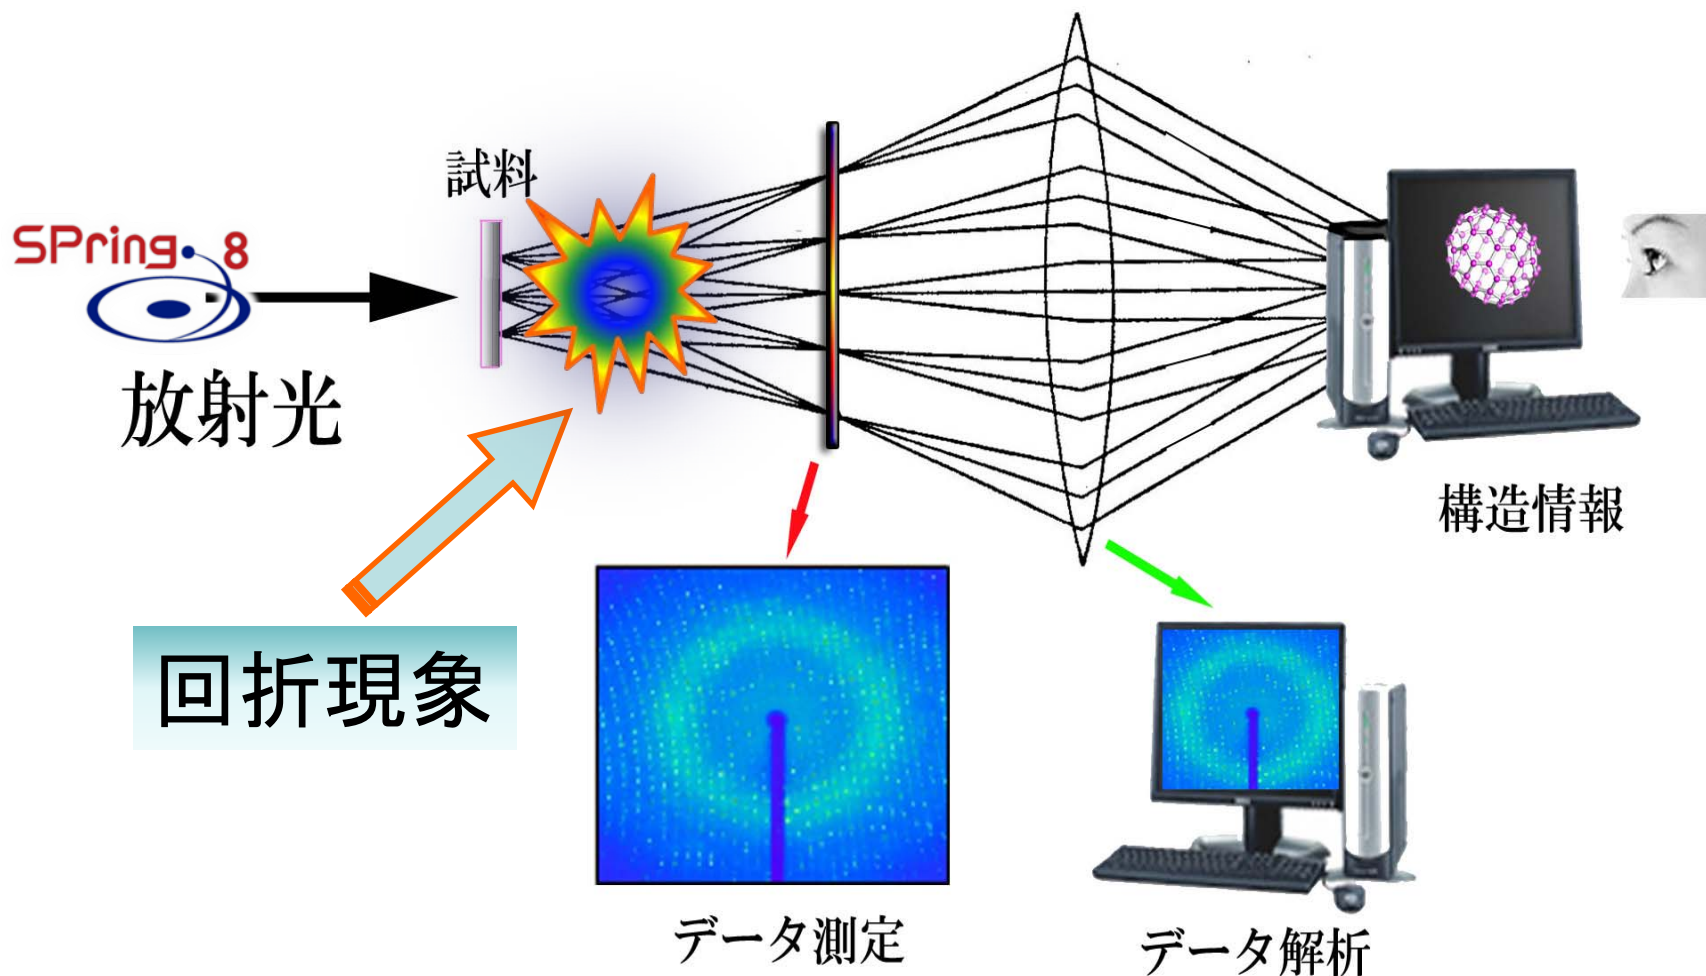 試料
SPring-8
放射光
構造情報
回折現象
データ測定
データ解析